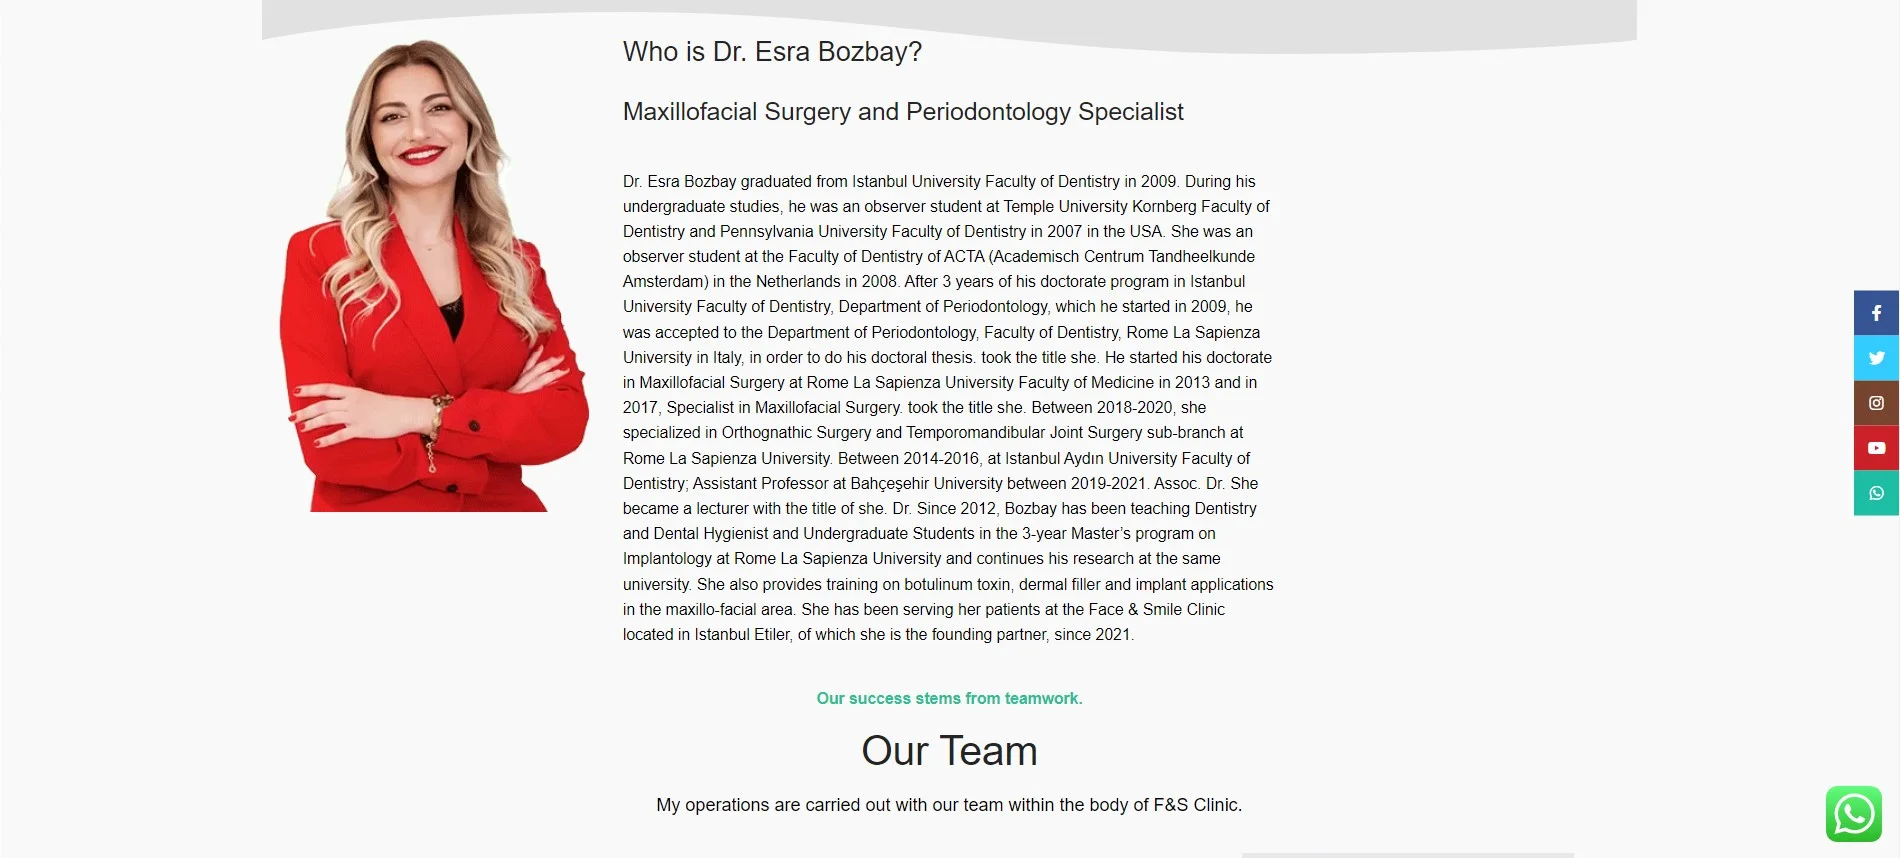 Who is Dr. Esra Bozbay?
Maxillofacial Surgery and Periodontology Specialist
Dr. Esra Bozbay graduated from Istanbul University Faculty of Dentistry in 2009. During his
undergraduate studies, he was an observer student at Temple University Kornberg Faculty of
Dentistry and Pennsylvania University Faculty of Dentistry in 2007 in the USA. She was an
observer student at the Faculty of Dentistry of ACTA (Academisch Centrum Tandheelkunde
Amsterdam) in the Netherlands in 2008. After 3 years of his doctorate program in Istanbul
University Faculty of Dentistry, Department of Periodontology, which he started in 2009, he
was accepted to the Department of Periodontology, Faculty of Dentistry, Rome La Sapienza
University in Italy, in order to do his doctoral thesis. took the title she. He started his doctorate
in Maxillofacial Surgery at Rome La Sapienza University Faculty of Medicine in 2013 and in
2017, Specialist in Maxillofacial Surgery. took the title she. Between 2018-2020, she
specialized in Orthognathic Surgery and Temporomandibular Joint Surgery sub-branch at
Rome La Sapienza University. Between 2014-2016, at Istanbul Aydın University Faculty of
Dentistry; Assistant Professor at Bahçeşehir University between 2019-2021. Assoc. Dr. She
became a lecturer with the title of she. Dr. Since 2012, Bozbay has been teaching Dentistry
and Dental Hygienist and Undergraduate Students in the 3-year Master’s program on
Implantology at Rome La Sapienza University and continues his research at the same
university. She also provides training on botulinum toxin, dermal filler and implant applications
in the maxillo-facial area. She has been serving her patients at the Face & Smile Clinic
located in Istanbul Etiler, of which she is the founding partner, since 2021.
Our success stems from teamwork.
Our Team
My operations are carried out with our team within the body of F&S Clinic.